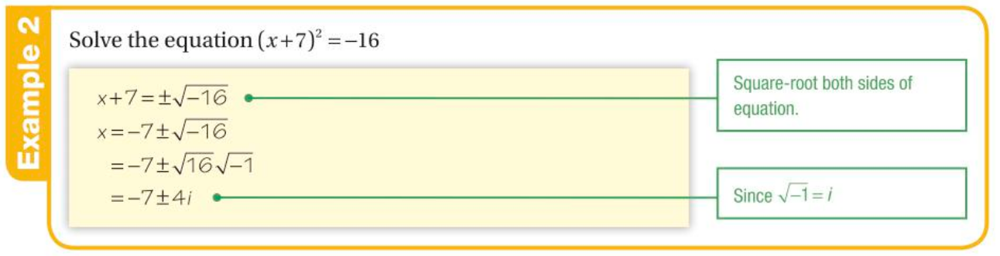 Example 2
Solve the equation (x+7)² = −16
x+7=±√−16
x=−7±√−16
=−7±√16√−1
=−7±4i
Square-root both sides of
equation.
Since √−1 = i